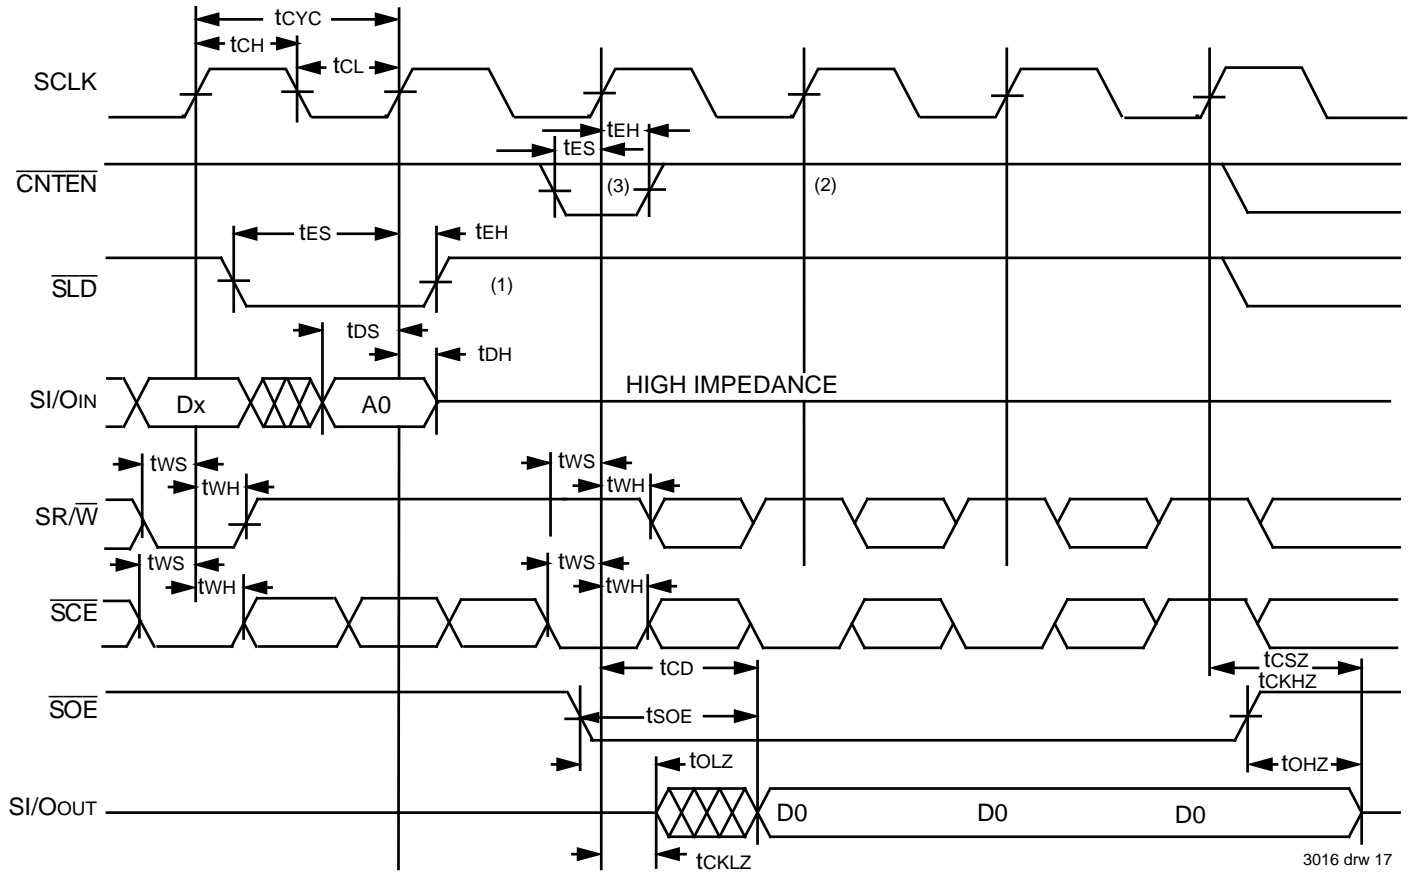 tCYC
tCH
tCL
SCLK
tEH
tES
CNTEN
(3)
(2)
tES
tEH
SLD
(1)
tDS
tDH
HIGH IMPEDANCE
SI/OIN
Dx
A0
tWS
tWS
tWH
tWH
SR/W
tWS
tWS
tWH
tWH
SCE
tCD
tCSZ
tCKHZ
SOE
tSOE
tOLZ
tOHZ
SI/OOUT
D0
D0
D0
tCKLZ
3016 drw 17